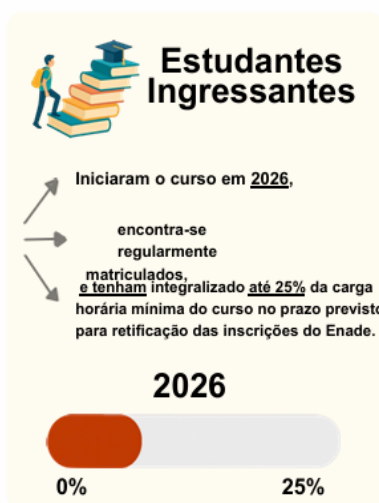 Estudantes
Ingressantes
Iniciaram o curso em 2026,
encontra-se
regularmente
matriculados,
e tenham integralizado até 25% da carga
horária mínima do curso no prazo previsto
para retificação das inscrições do Enade.
2026
0% 25%